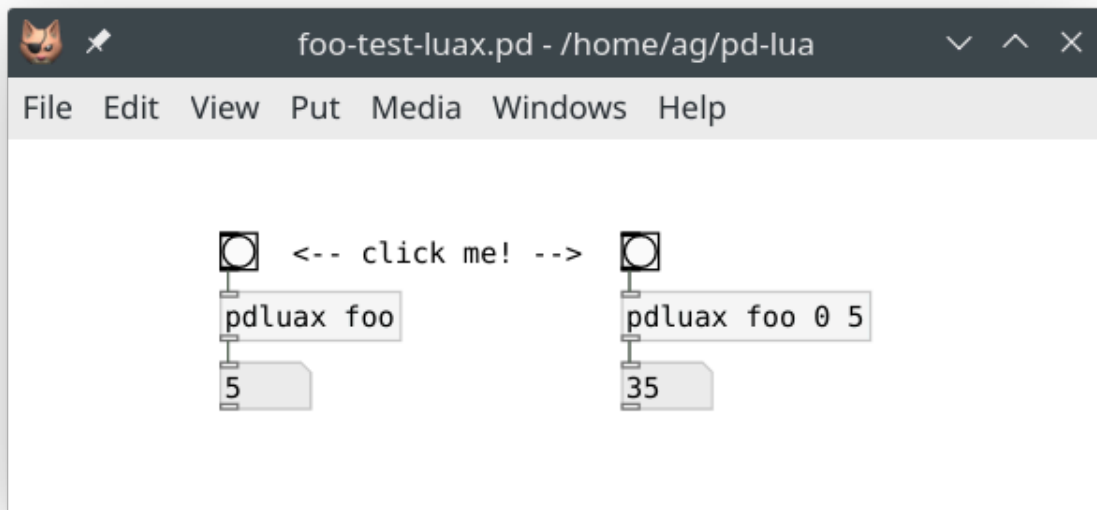 foo-test-luax.pd - /home/ag/pd-lua
File Edit View Put Media Windows Help
<-- click me! -->
pdluax foo pdluax foo 0 5
5 35